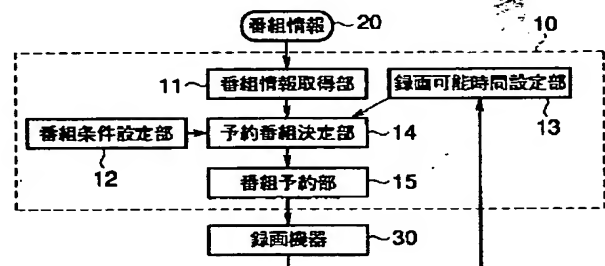 番組情報 20
10
11 番組情報取得部
録画可能時間設定部
13
番組条件設定部
12
予約番組決定部 14
番組予約部 15
録画機器 30